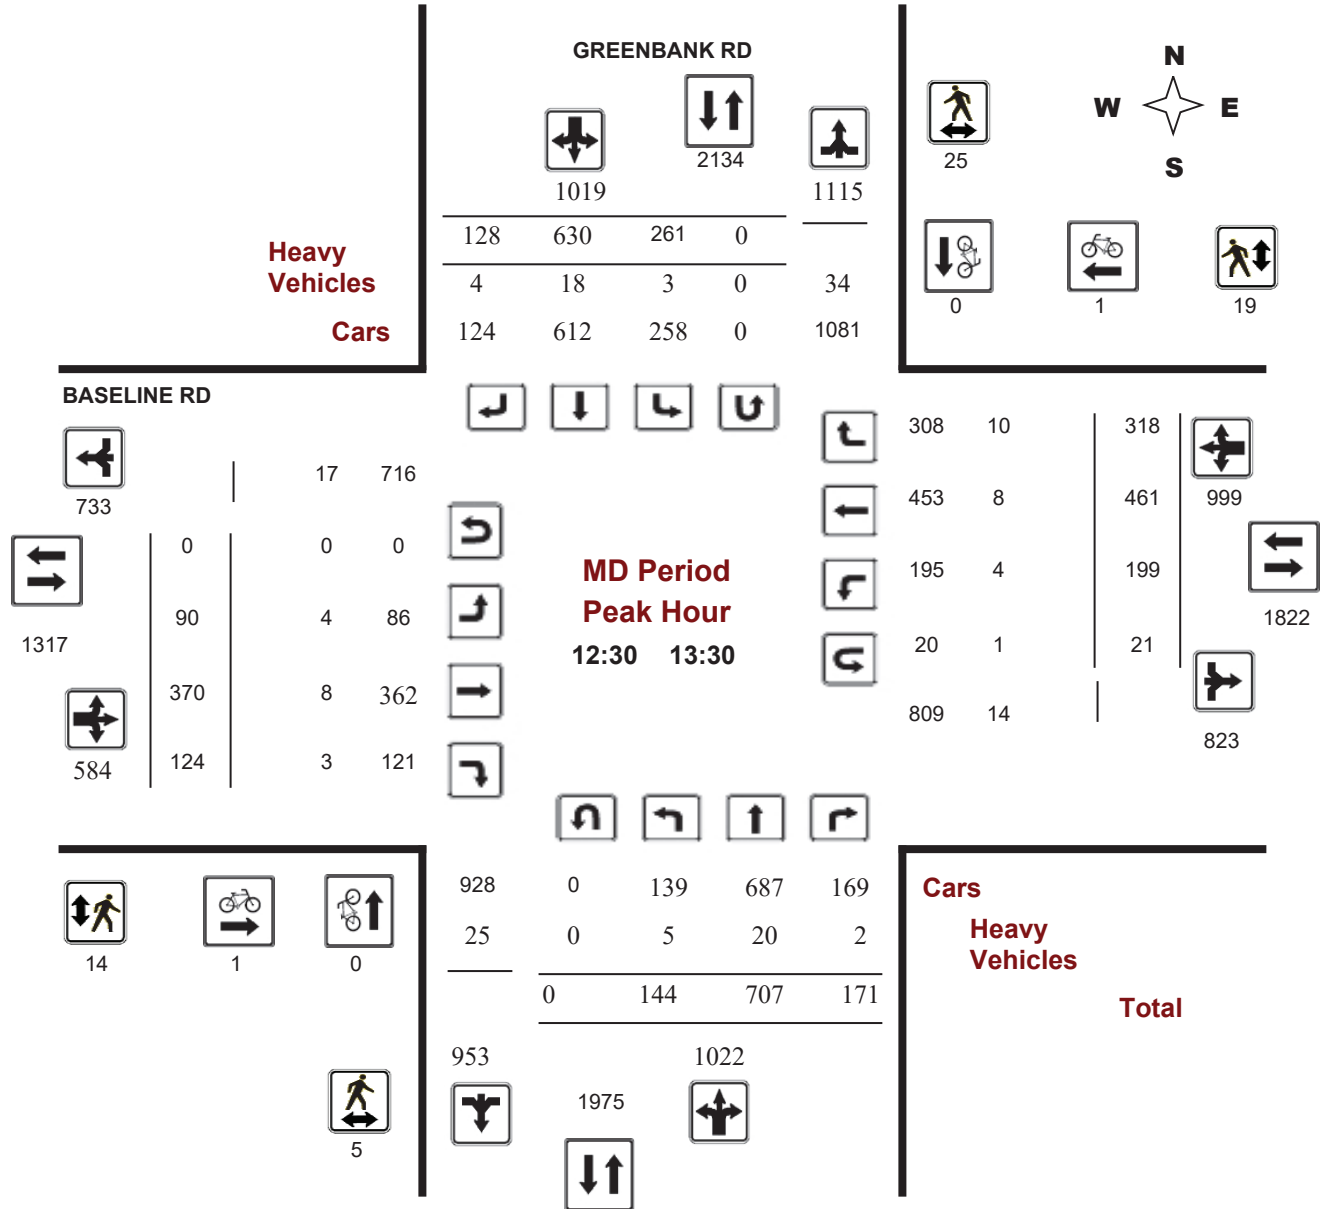 GREENBANK RD
N
W E
S
2134
25
1019 1115
128 630 261 0
Heavy
Vehicles
4 18 3 0 34
0 1 19
Cars
124 612 258 0 1081
BASELINE RD
308 10 318
17 716
733
453 8 461 999
0 0 0
MD Period
195 4 199
90 4 86
Peak Hour
1822
1317
12:30 13:30
20 1 21
370 8 362
809 14
823
584 124 3 121
928 0 139 687 169
Cars
25 0 5 20 2
Heavy
Vehicles
14 1 0
0 144 707 171
Total
953 1022
1975
5